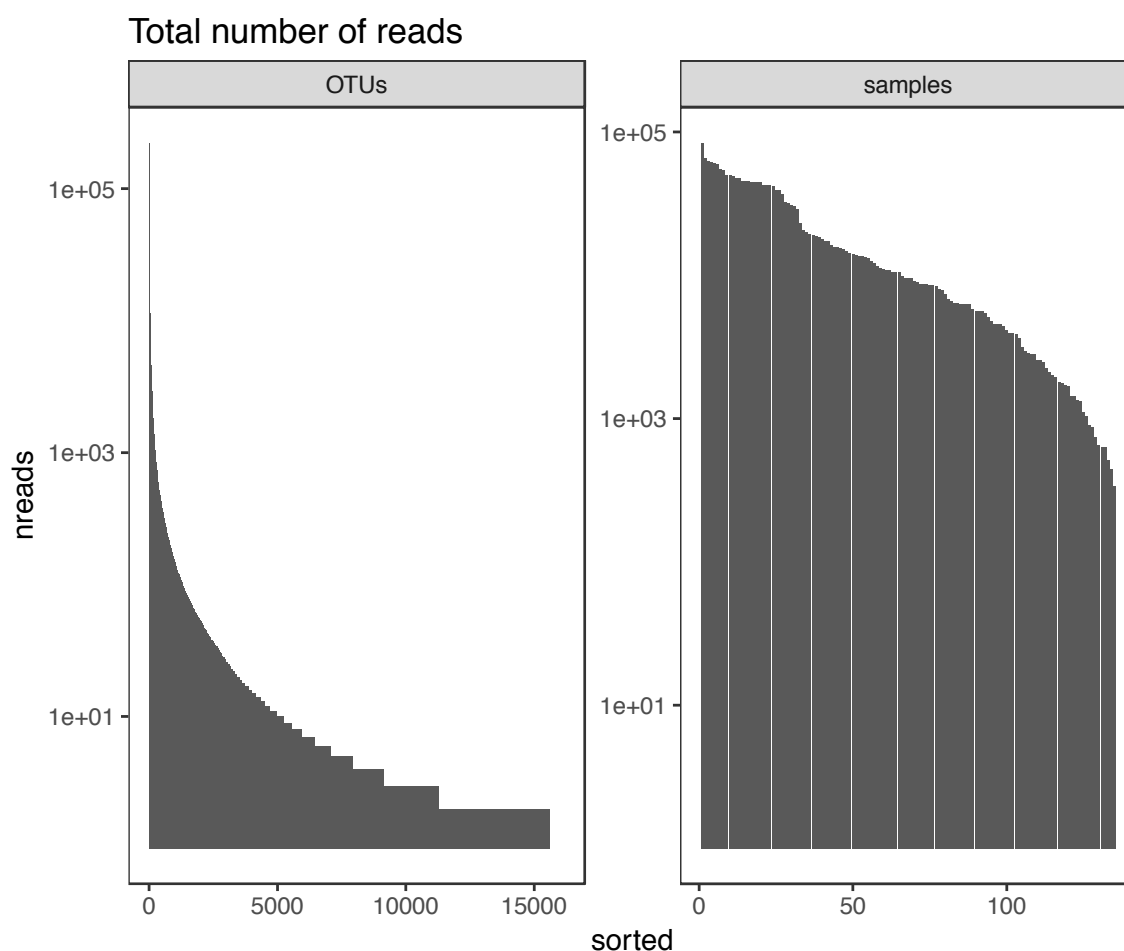 Total number of reads
OTUs
samples
1e+05
1e+03
1e+01
1e+05
1e+03
1e+01
nreads
0 5000 10000 15000
0 50 100
sorted